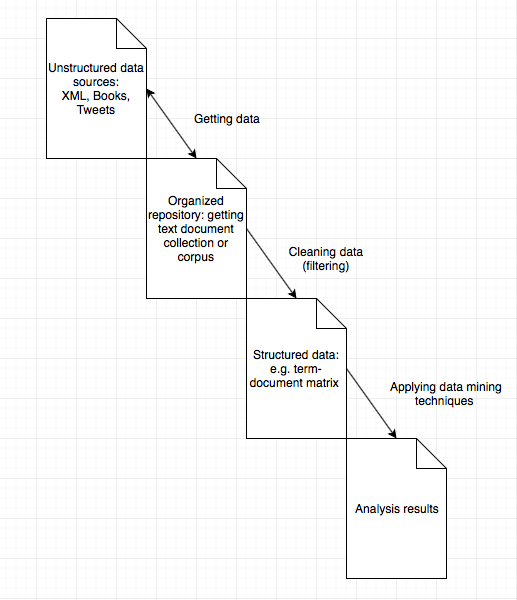 Unstructured data
sources:
XML, Books,
Tweets
Getting data
Organized
repository: getting
text document
collection or
corpus
Cleaning data
(filtering)
Structured data:
e.g. term-
document matrix
Applying data mining
techniques
Analysis results